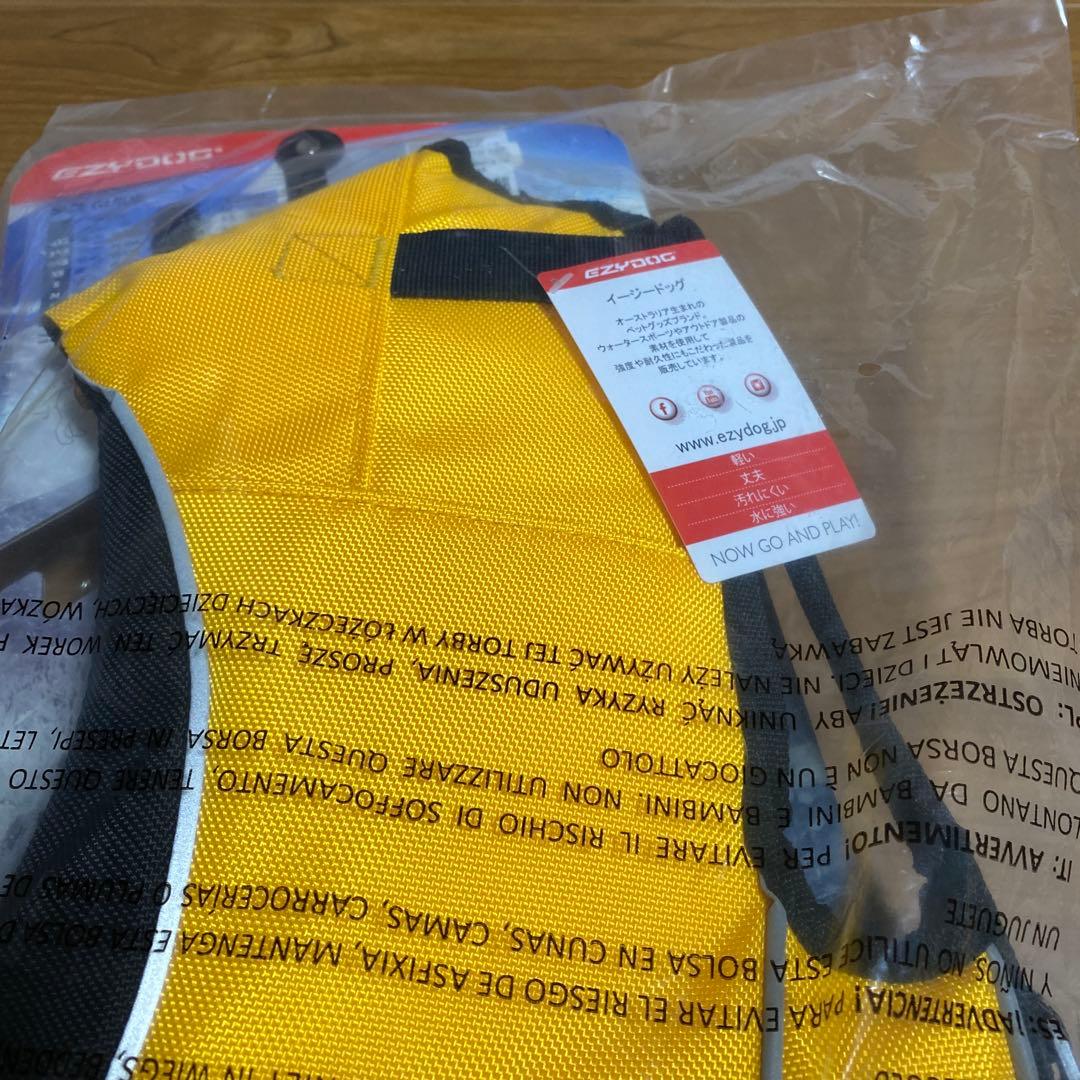 EZYDOG
EZYDOG
イージードッグ
オーストラリア生まれの
ペットグッズブランド。
ウォータースポーツやアウトドア製品の
素材を使用して
強度や耐久性にもこだわった製品を
販売しています。
f
You
Tube
www.ezydog.jp
軽い
丈夫
汚れにくい
水に強い
NOW GO AND PLAY!
NIET IN WIEGS, BEDDEN
ES: ¡ADVERTENCIA! PARA EVITAR EL RIESGO DE ASFIXIA, MANTENGA ESTA BOLSA
Y NIÑOS. NO UTILICE ESTA BOLSA EN CUNAS, CAMAS, CARROCERÍAS O PLUMAS DE
UN JUGUETE
IT: AVVERTIMENTO! PER EVITARE IL RISCHIO DI SOFFOCAMENTO, TENERE QUESTO
LONTANO DA BAMBINI E BAMBINI. NON UTILIZZARE QUESTA BORSA IN PRESEPI, LET
QUESTA BORSA NON È UN GIOCATTOLO
PL: OSTRZEŻENIE! ABY UNIKNĄĆ RYZYKA UDUSZENIA, PROSZĘ TRZYMAĆ TEN WOREK
NIEMOWLĄT I DZIECI. NIE NALEŻY UŻYWAĆ TEJ TORBY W ŁÓŻECZKACH DZIECIĘCYCH, WÓZKA
TORBA NIE JEST ZABAWKĄ